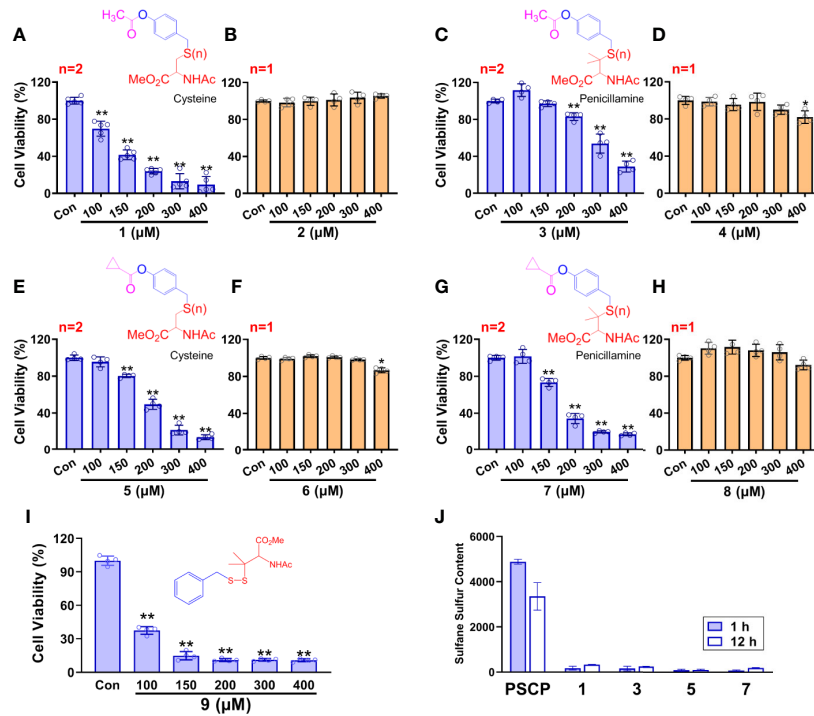 A
H₃C
O
O
S(n)
MeO₂C
NHAc
Cysteine
n=2
Cell Viability (%)
120
80
40
0
**
**
**
**
**
Con
100
150
200
300
400
1 (μM)
B
n=1
120
80
40
0
Con
100
150
200
300
400
2 (μM)
C
H₃C
O
O
S(n)
MeO₂C
NHAc
Penicillamine
n=2
Cell Viability (%)
120
80
40
0
**
**
**
Con
100
150
200
300
400
3 (μM)
D
n=1
120
80
40
0
*
Con
100
150
200
300
400
4 (μM)
E
O
O
S(n)
MeO₂C
NHAc
Cysteine
n=2
Cell Viability (%)
120
80
40
0
**
**
**
**
Con
100
150
200
300
400
5 (μM)
F
n=1
120
80
40
0
*
Con
100
150
200
300
400
6 (μM)
G
O
O
S(n)
MeO₂C
NHAc
Penicillamine
n=2
Cell Viability (%)
120
80
40
0
**
**
**
**
Con
100
150
200
300
400
7 (μM)
H
n=1
120
80
40
0
Con
100
150
200
300
400
8 (μM)
I
CO₂Me
NHAc
S
S
Cell Viability (%)
120
90
60
30
0
**
**
**
**
**
Con
100
150
200
300
400
9 (μM)
J
Sulfane Sulfur Content
6000
4000
2000
0
1 h
12 h
PSCP
1
3
5
7